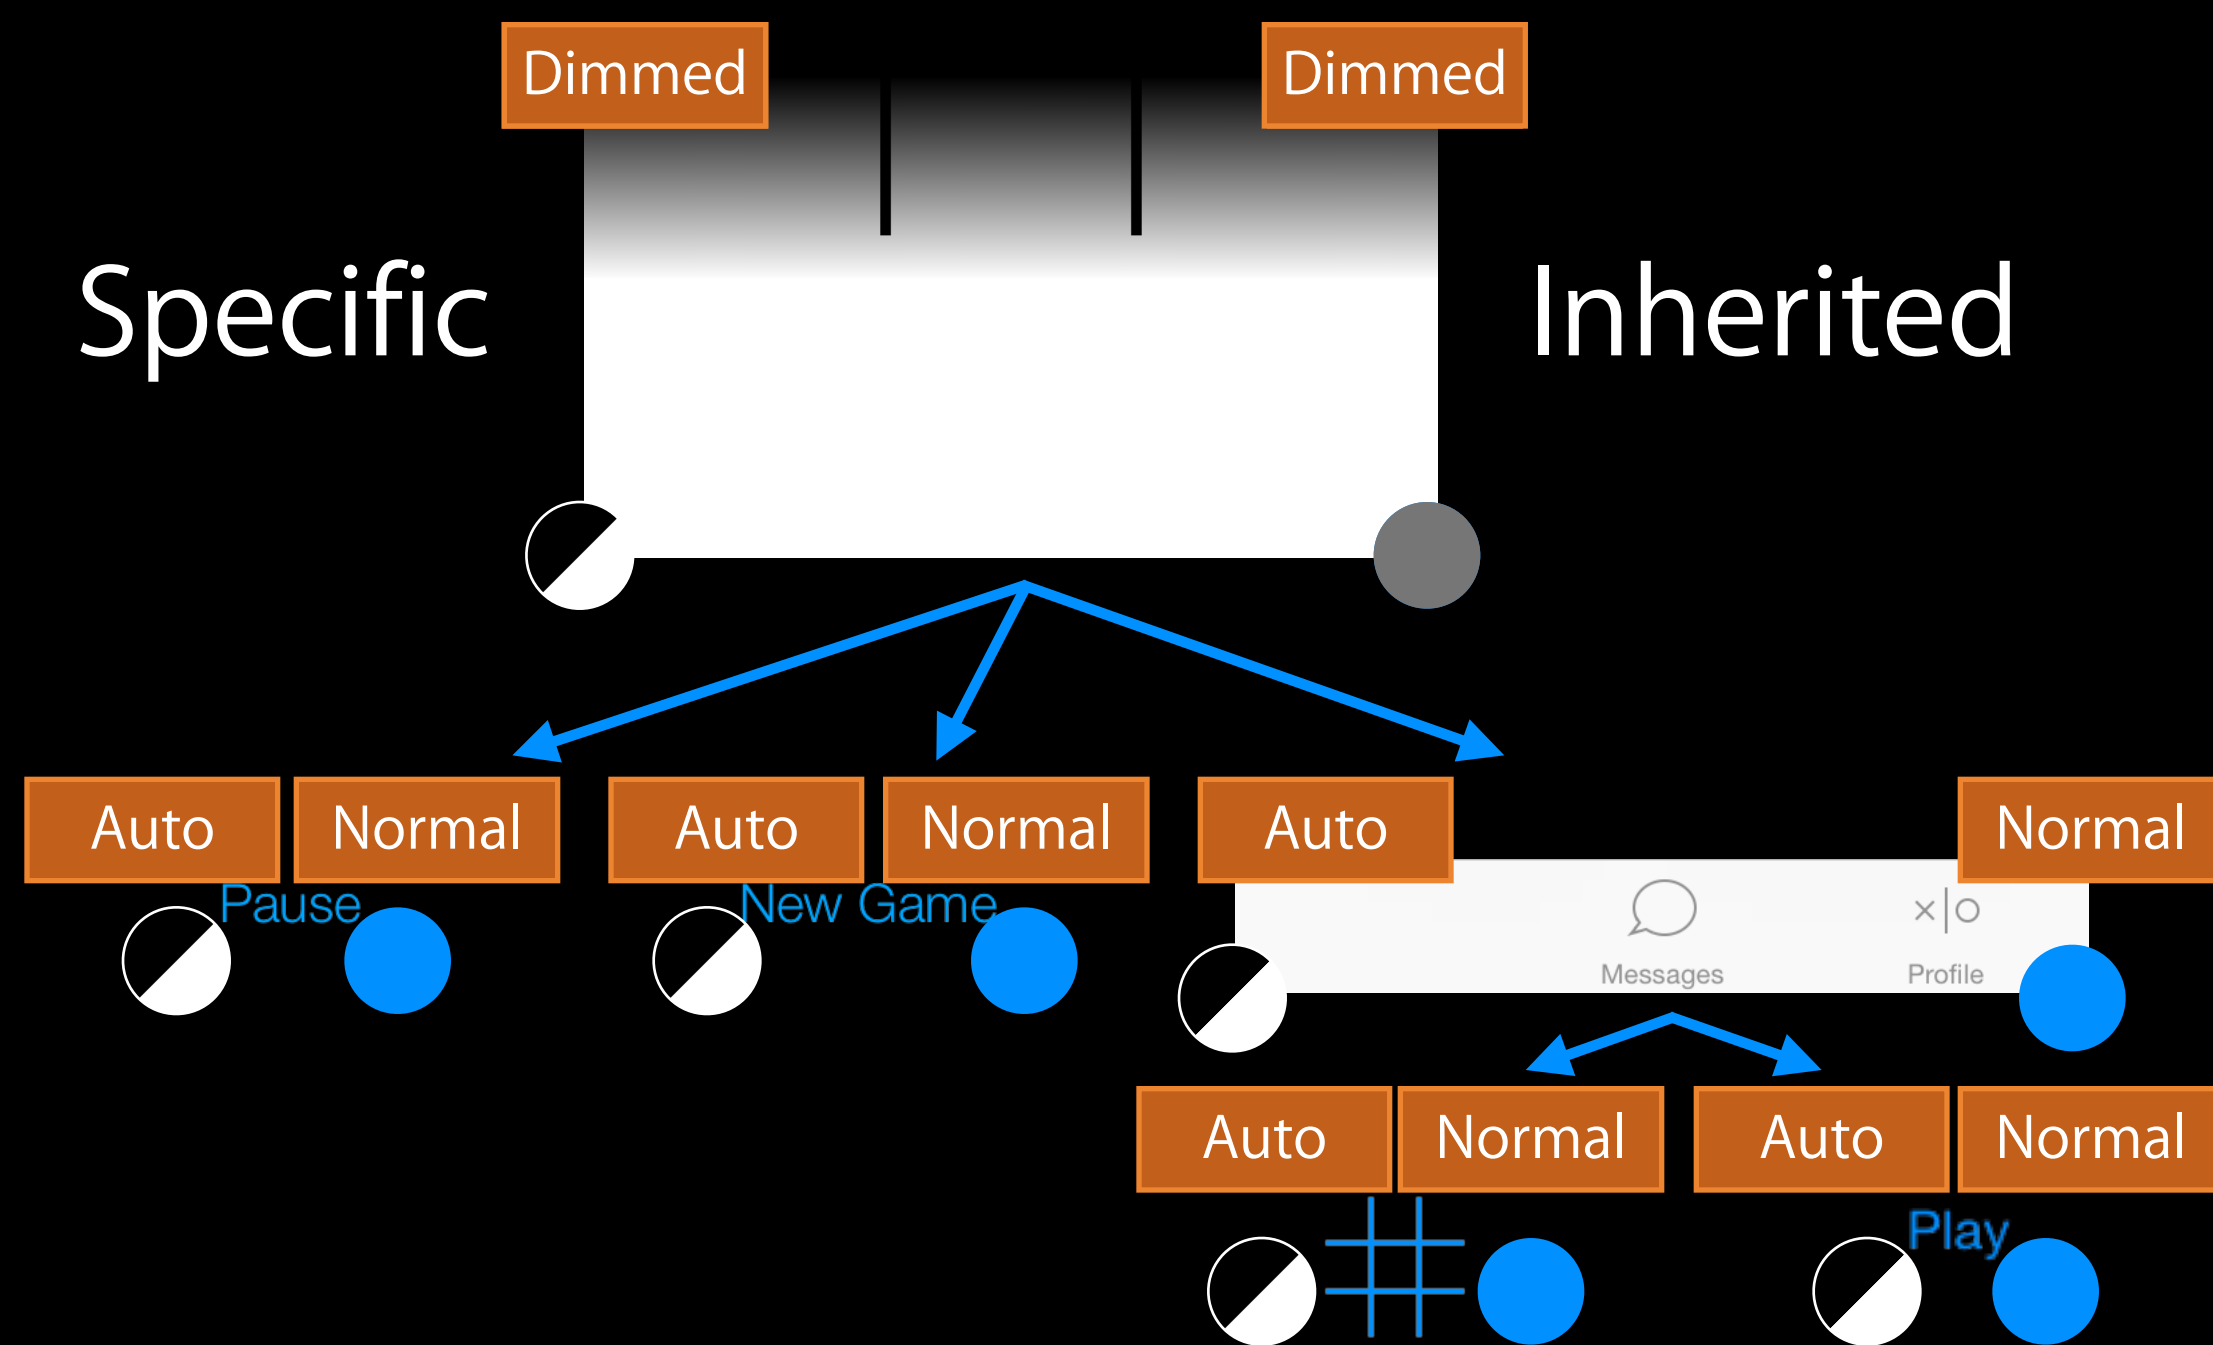 Dimmed
Dimmed
Specific
Inherited
Auto
Normal
Auto
Normal
Auto
Normal
Pause
New Game
Messages
Profile
Auto
Normal
Auto
Normal
Play